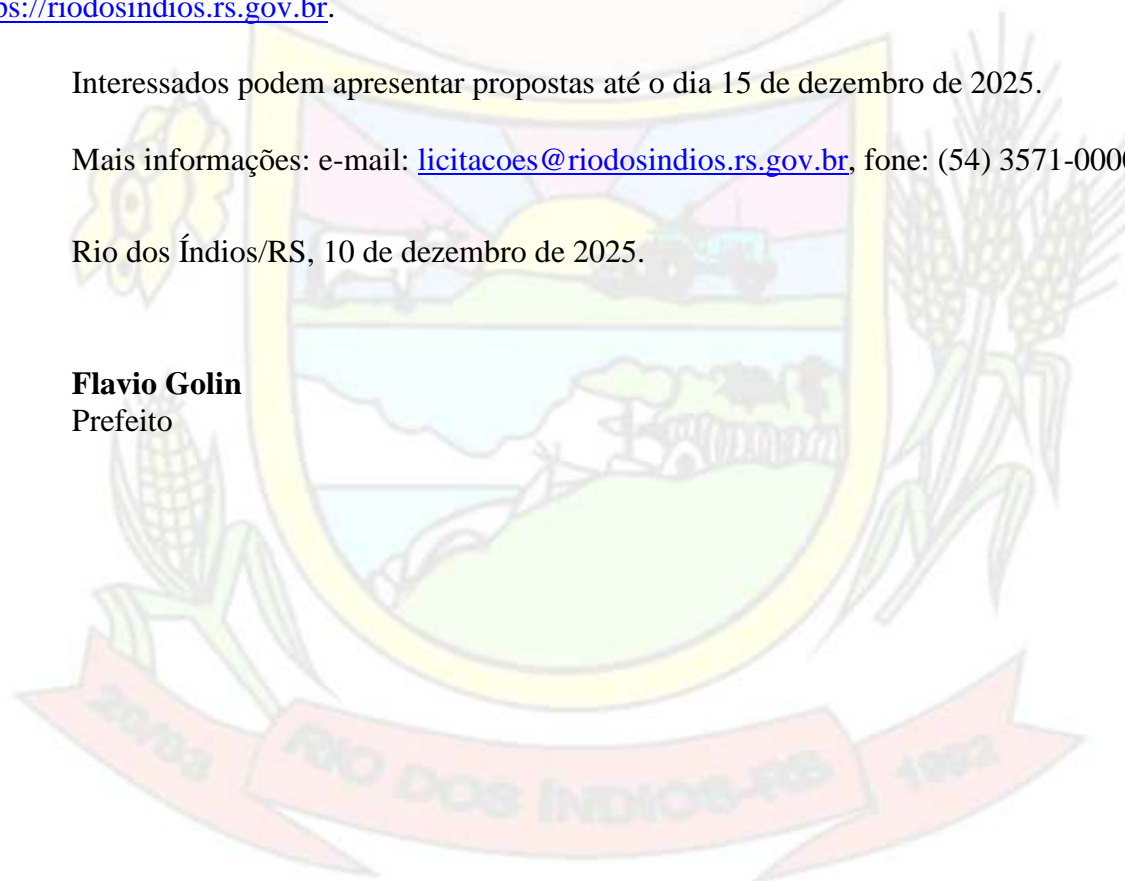 ps://riodosindios.rs.gov.br.
Interessados podem apresentar propostas até o dia 15 de dezembro de 2025.
Mais informações: e-mail: licitacoes@riodosindios.rs.gov.br, fone: (54) 3571-0000
Rio dos Índios/RS, 10 de dezembro de 2025.
Flavio Golin
Prefeito
20/03
RIO DOS ÍNDIOS-RS
1992